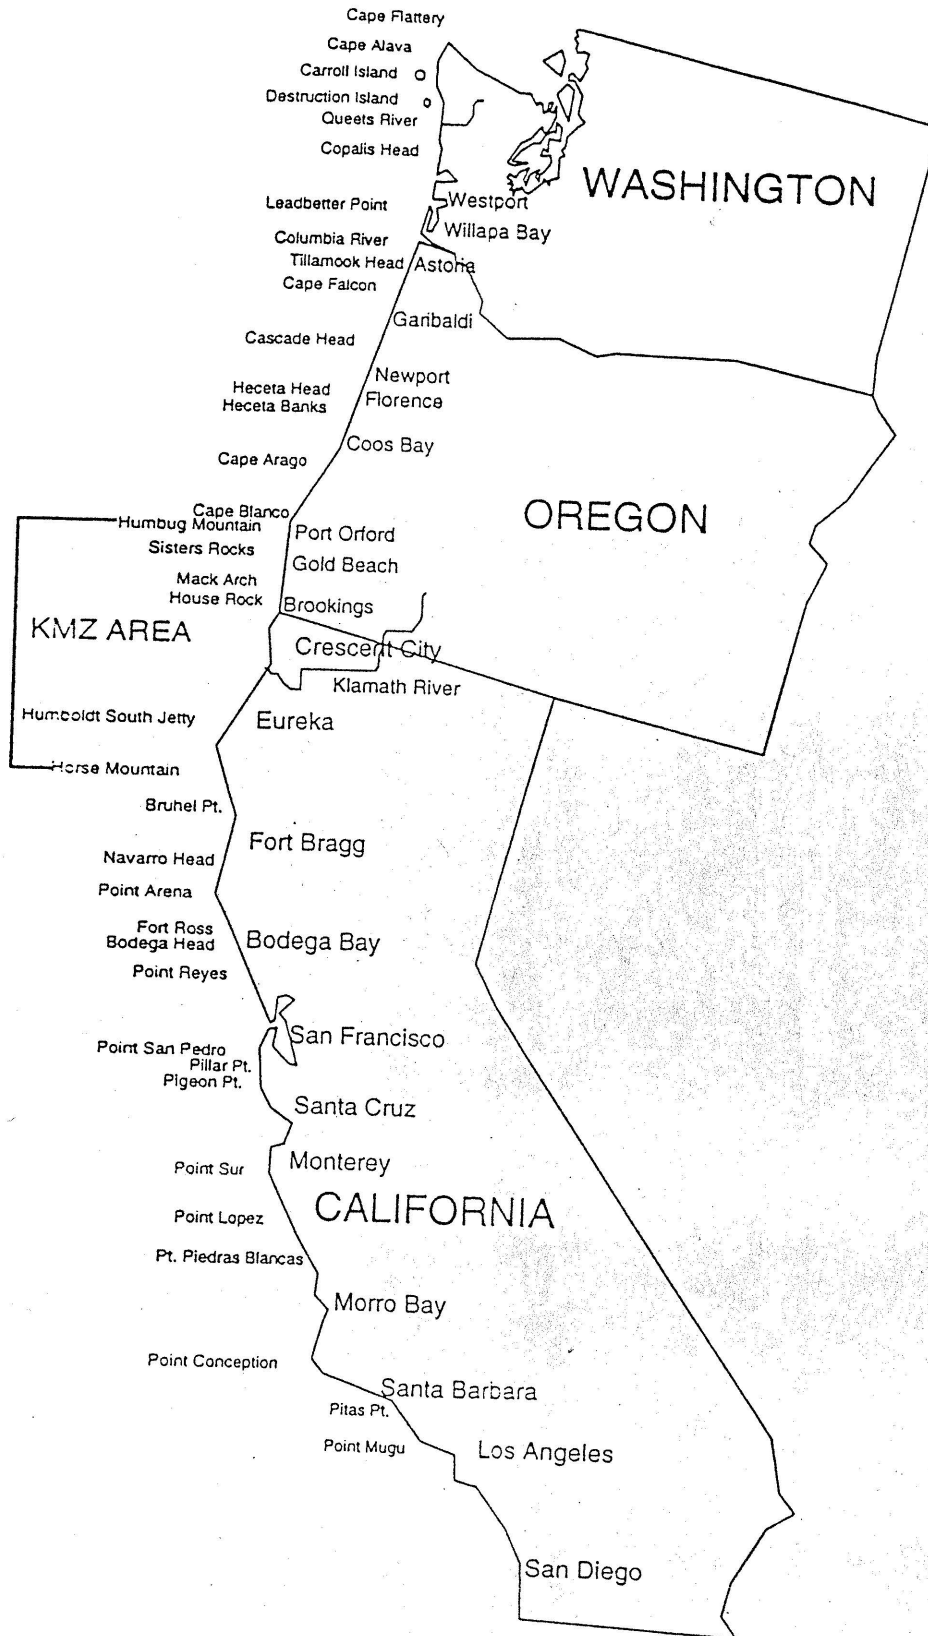 Cape Flattery
Cape Alava
Carroll Island
Destruction Island
Queets River
Copalis Head
WASHINGTON
Leadbetter Point
Westport
Willapa Bay
Columbia River
Tillamook Head
Astoria
Cape Falcon
Garibaldi
Cascade Head
Newport
Heceta Head
Florence
Heceta Banks
Coos Bay
Cape Arago
Cape Blanco
OREGON
Humbug Mountain
Port Orford
Sisters Rocks
Gold Beach
Mack Arch
House Rock
Brookings
KMZ AREA
Crescent City
Klamath River
Humboldt South Jetty
Eureka
Horse Mountain
Bruhel Pt.
Fort Bragg
Navarro Head
Point Arena
Fort Ross
Bodega Head
Bodega Bay
Point Reyes
San Francisco
Point San Pedro
Pillar Pt.
Pigeon Pt.
Santa Cruz
Monterey
Point Sur
CALIFORNIA
Point Lopez
Pt. Piedras Blancas
Morro Bay
Point Conception
Santa Barbara
Pitas Pt.
Point Mugu
Los Angeles
San Diego